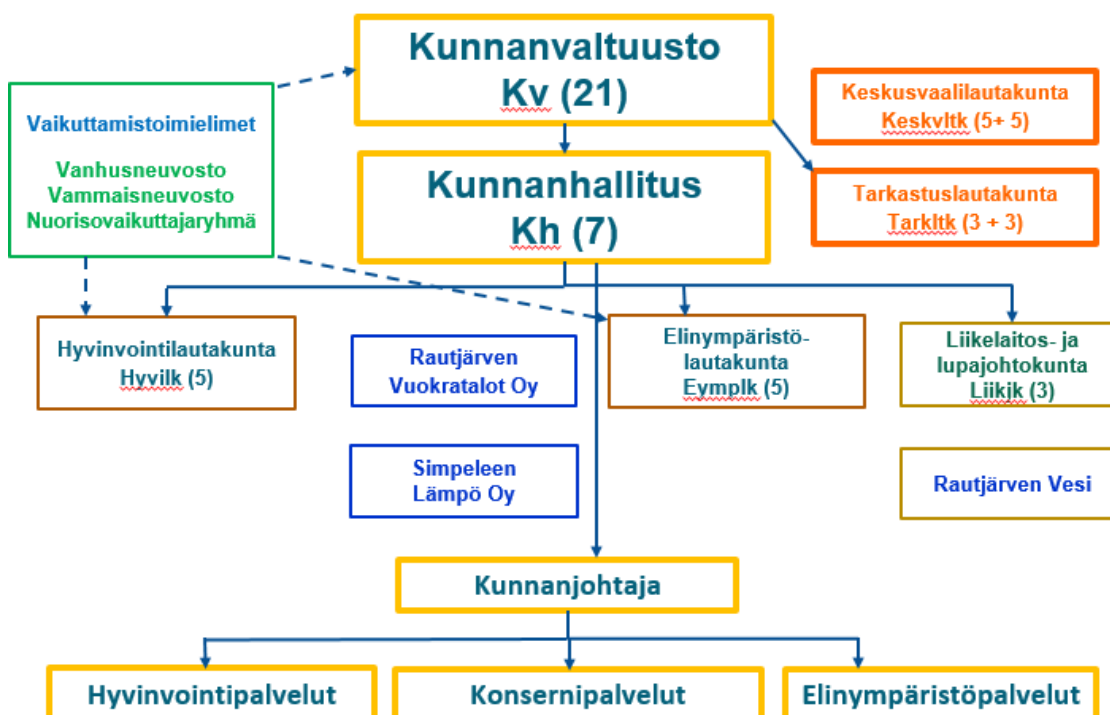 Kunnanvaltuusto
Kv (21)
Keskusvaalilautakunta
Keskvltk (5+ 5)
Vaikuttamistoimielimet
Vanhusneuvosto
Vammaisneuvosto
Nuorisovaikuttajaryhmä
Kunnanhallitus
Kh (7)
Tarkastuslautakunta
Tarkltk (3 + 3)
Hyvinvointilautakunta
Hyvilk (5)
Rautjärven
Vuokratalot Oy
Elinympäristö-
lautakunta
Eymplk (5)
Liikelaitos- ja
lupajohtokunta
Liikjk (3)
Simpeleen
Lämpö Oy
Rautjärven Vesi
Kunnanjohtaja
Hyvinvointipalvelut
Konsernipalvelut
Elinympäristöpalvelut